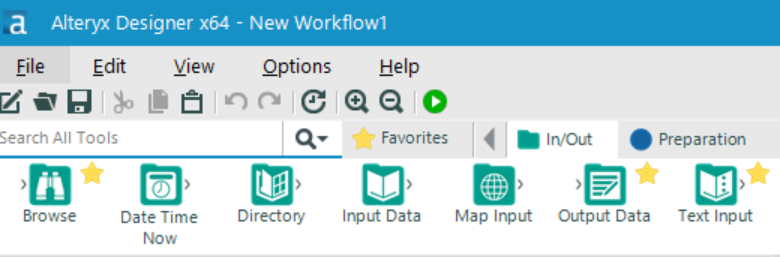 a Alteryx Designer x64 - New Workflow1
File Edit View Options Help
Search All Tools Favorites In/Out Preparation
Browse Date Time Now Directory Input Data Map Input Output Data Text Input